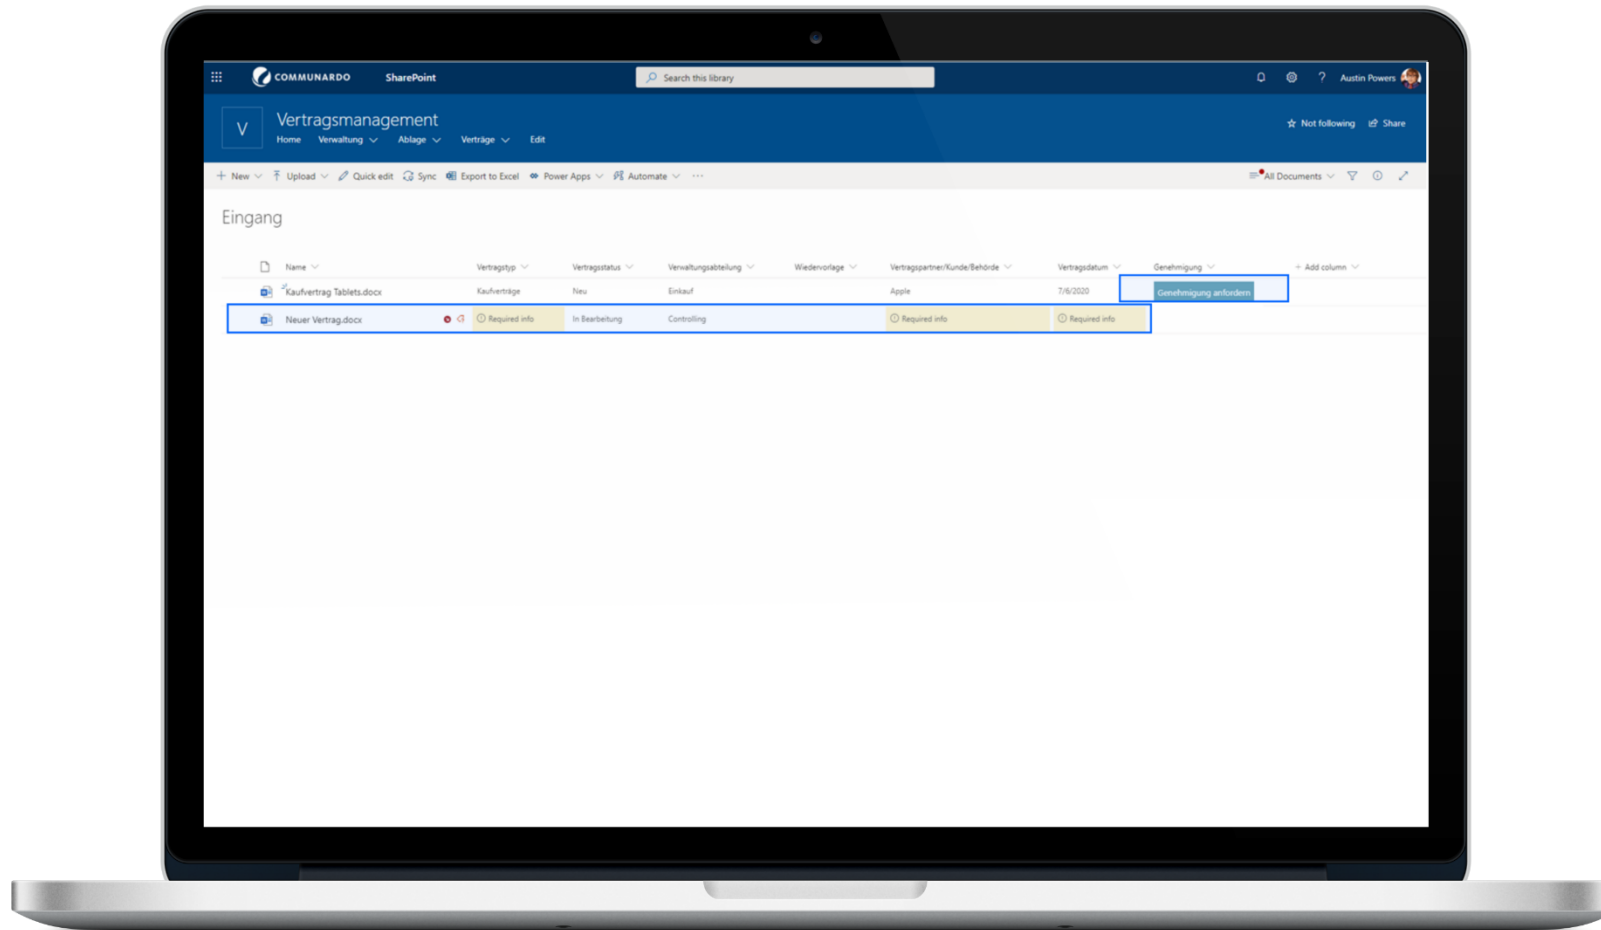 COMMUNARDO SharePoint Search this library ? Austin Powers
V Vertragsmanagement Not following Share
Home Verwaltung Ablage Verträge Edit
+ New Upload Quick edit Sync Export to Excel Power Apps Automate ··· All Documents
Eingang
Name Vertragstyp Vertragsstatus Verwaltungsabteilung Wiedervorlage Vertragspartner/Kunde/Behörde Vertragsdatum Genehmigung + Add column
Kaufvertrag Tablets.docx Kaufverträge Neu Einkauf Apple 7/6/2020 Genehmigung anfordern
Neuer Vertrag.docx Required info In Bearbeitung Controlling Required info Required info